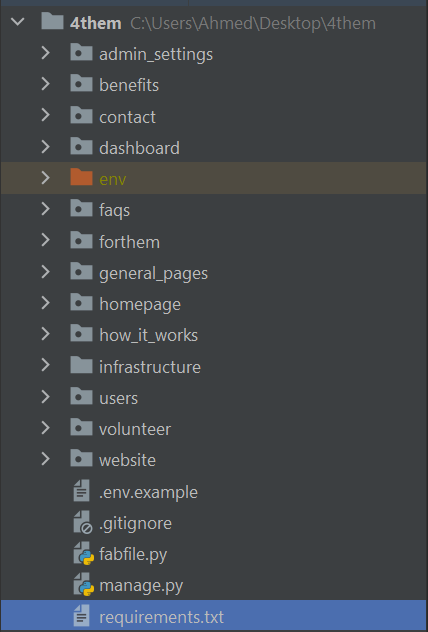 4them C:\Users\Ahmed\Desktop\4them
admin_settings
benefits
contact
dashboard
env
faqs
forthem
general_pages
homepage
how_it_works
infrastructure
users
volunteer
website
.env.example
.gitignore
fabfile.py
manage.py
requirements.txt